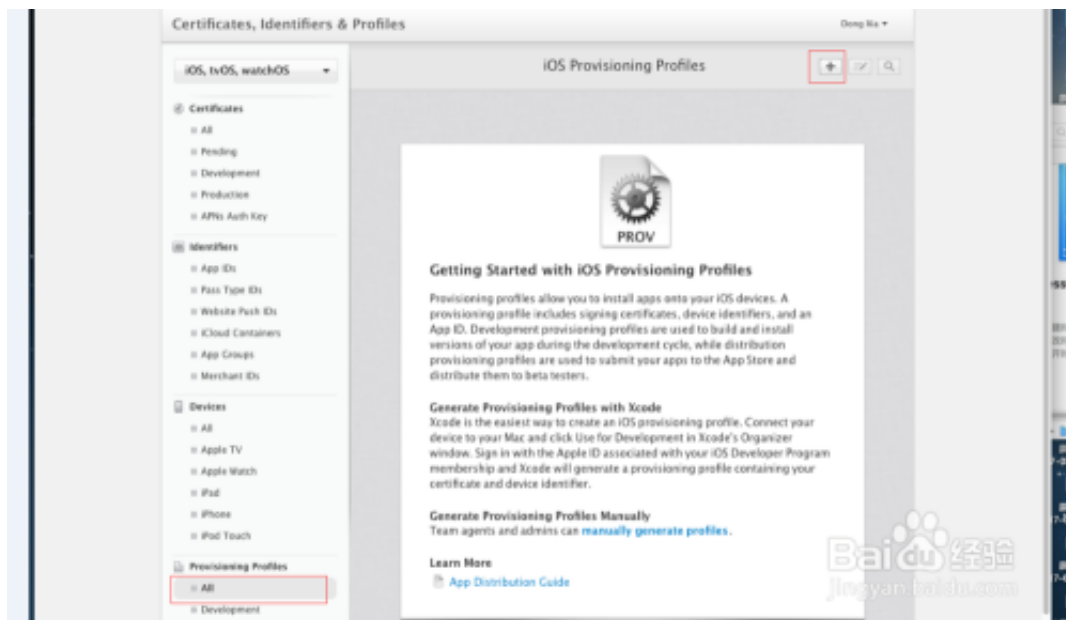 Certificates, Identifiers & Profiles
iOS, tvOS, watchOS
iOS Provisioning Profiles
Certificates
All
Pending
Development
Production
APNs Auth Key
Identifiers
App IDs
Pass Type IDs
Website Push IDs
iCloud Containers
App Groups
Merchant IDs
Devices
All
Apple TV
Apple Watch
iPad
iPhone
iPod Touch
Provisioning Profiles
All
Development
PROV
Getting Started with iOS Provisioning Profiles
Provisioning profiles allow you to install apps onto your iOS devices. A
provisioning profile includes signing certificates, device identifiers, and an
App ID. Development provisioning profiles are used to build and install
versions of your app during the development cycle, while distribution
provisioning profiles are used to submit your apps to the App Store and
distribute them to beta testers.
Generate Provisioning Profiles with Xcode
Xcode is the easiest way to create an iOS provisioning profile. Connect your
device to your Mac and click Use for Development in Xcode's Organizer
window. Sign in with the Apple ID associated with your iOS Developer Program
membership and Xcode will generate a provisioning profile containing your
certificate and device identifier.
Generate Provisioning Profiles Manually
Team agents and admins can manually generate profiles.
Learn More
App Distribution Guide
Baidu 经验
jingyan.baidu.com